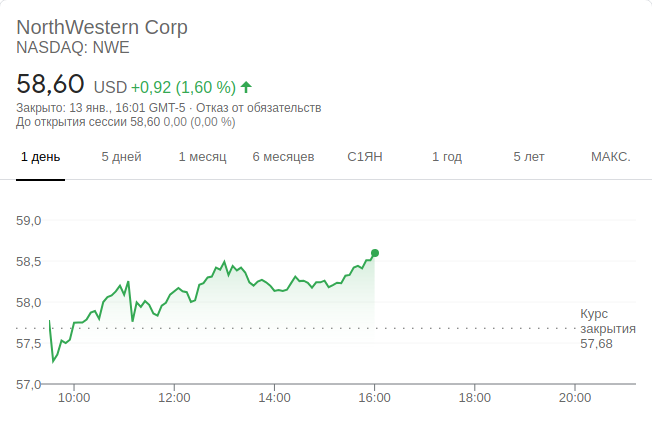 NorthWestern Corp
NASDAQ: NWE
58,60 USD +0,92 (1,60 %)
Закрыто: 13 янв., 16:01 GMT-5 · Отказ от обязательств
До открытия сессии 58,60 0,00 (0,00 %)
1 день 5 дней 1 месяц 6 месяцев С1ЯН 1 год 5 лет МАКС.
59,0
58,5
58,0
57,5
57,0
Курс
закрытия
57,68
10:00 12:00 14:00 16:00 18:00 20:00